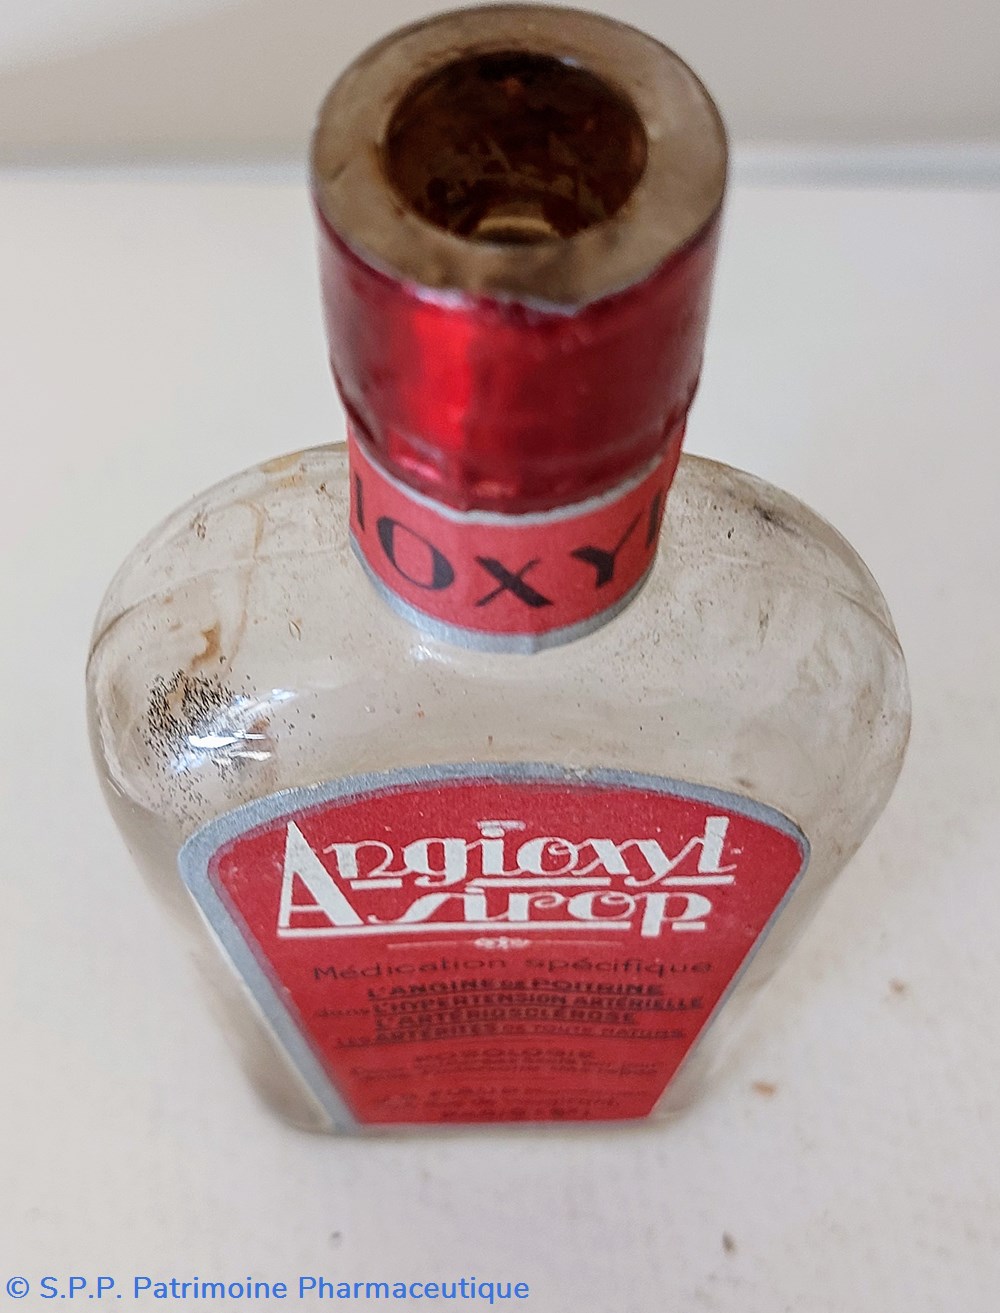 IOXYL
Angioxyl
sirop
Médication spécifique
L'ANGINE DE POITRINE
dans L'HYPERTENSION ARTÉRIELLE
L'ARTÉRIOSCLÉROSE
LES ARTÉRITES DE TOUTE NATURE
POSOLOGIE
© S.P.P. Patrimoine Pharmaceutique